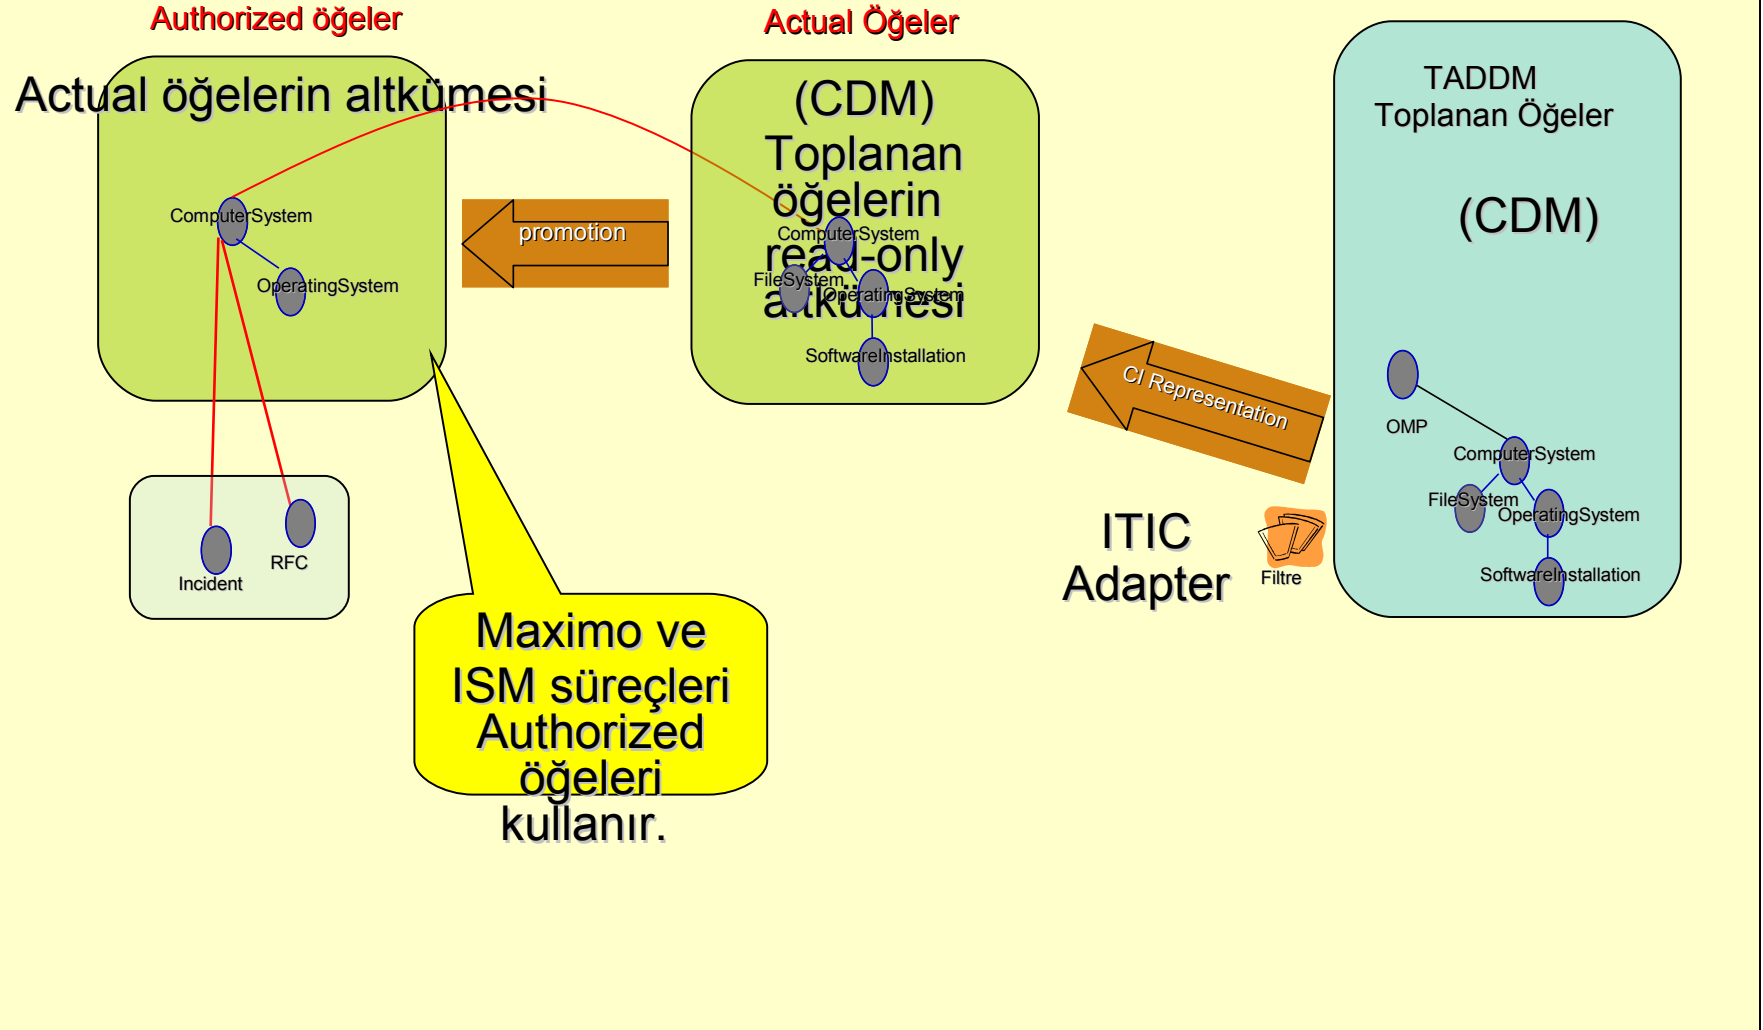 Authorized öğeler
Actual öğelerin altkümesi
ComputerSystem
OperatingSystem
Incident
RFC
promotion
Actual Öğeler
(CDM)
Toplanan
öğelerin
read-only
altkümesi
ComputerSystem
FileSystem
OperatingSystem
SoftwareInstallation
Maximo ve
ISM süreçleri
Authorized
öğeleri
kullanır.
CI Representation
ITIC
Adapter
Filtre
TADDM
Toplanan Öğeler
(CDM)
OMP
ComputerSystem
FileSystem
OperatingSystem
SoftwareInstallation